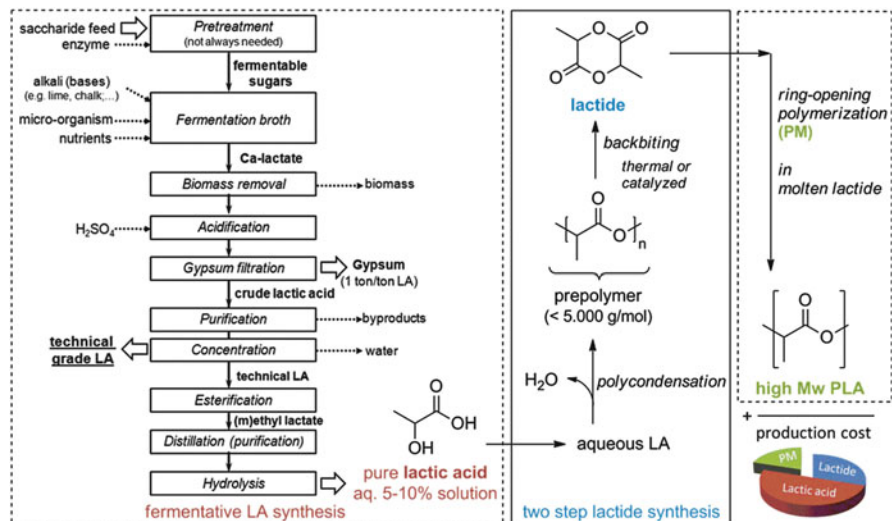 saccharide feed
enzyme
Pretreatment
(not always needed)
fermentable
sugars
alkali (bases)
(e.g. lime, chalk;...)
micro-organism
nutrients
Fermentation broth
Ca-lactate
Biomass removal
biomass
H2SO4
Acidification
Gypsum filtration
Gypsum
(1 ton/ton LA)
crude lactic acid
Purification
byproducts
technical
grade LA
Concentration
water
technical LA
Esterification
(m)ethyl lactate
Distillation (purification)
Hydrolysis
O
OH
OH
pure lactic acid
aq. 5-10% solution
fermentative LA synthesis
O
O
O
O
lactide
backbiting
thermal or
catalyzed
O
O
n
prepolymer
(< 5.000 g/mol)
H2O
polycondensation
aqueous LA
two step lactide synthesis
ring-opening
polymerization
(PM)
in
molten lactide
O
O
high Mw PLA
+
production cost
PM
Lactide
Lactic acid